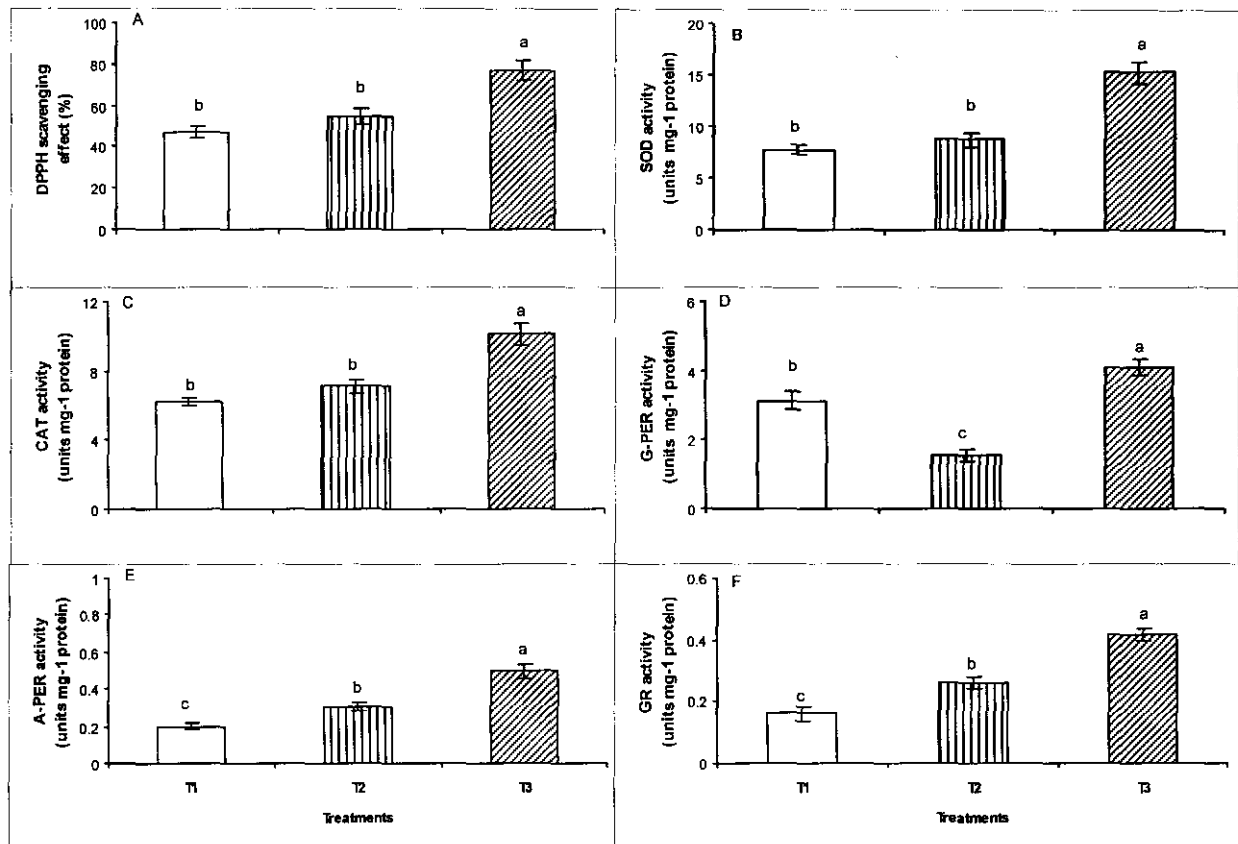 A
DPPH scavenging
effect (%)
100
80
60
40
20
0
b
b
a
B
SOD activity
(units mg-1 protein)
20
15
10
5
0
b
b
a
C
CAT activity
(units mg-1 protein)
12
8
4
0
b
b
a
D
G-PER activity
(units mg-1 protein)
6
4
2
0
b
c
a
E
A-PER activity
(units mg-1 protein)
1
0.8
0.6
0.4
0.2
0
c
b
a
T1
T2
T3
Treatments
F
GR activity
(units mg-1 protein)
0.6
0.4
0.2
0
c
b
a
T1
T2
T3
Treatments